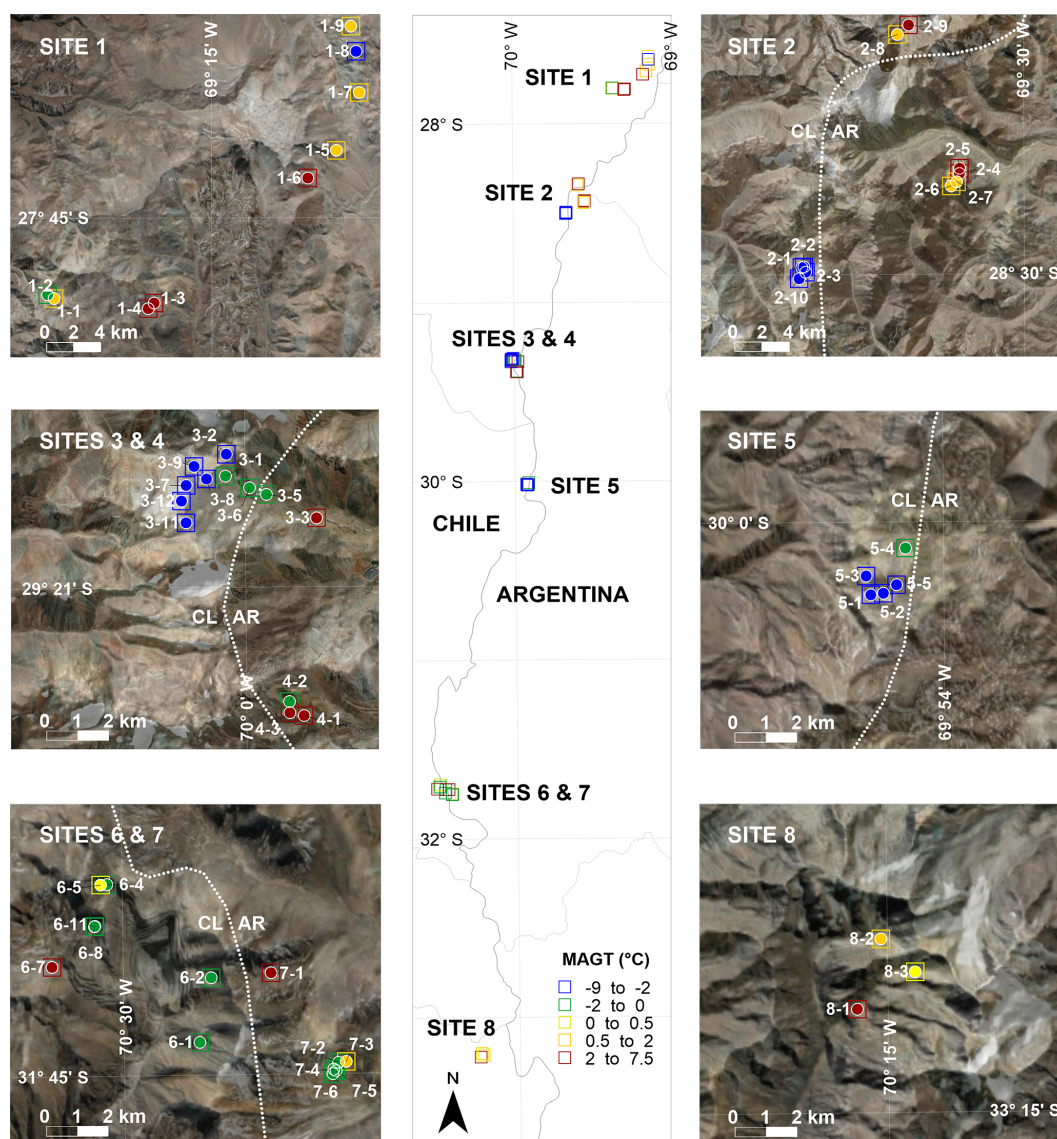 SITE 1
69° 15' W
1-9
1-8
1-7
1-5
1-6
27° 45' S
1-2
1-1
1-3
1-4
0 2 4 km
70° W
69° W
SITE 1
28° S
SITE 2
SITES 3 & 4
30° S
SITE 5
CHILE
ARGENTINA
SITES 6 & 7
32° S
MAGT (°C)
-9 to -2
-2 to 0
0 to 0.5
0.5 to 2
2 to 7.5
SITE 8
N
SITE 2
2-9
2-8
69° 30' W
CL AR
2-5
2-4
2-6
2-7
2-2
2-1
2-3
2-10
28° 30' S
0 2 4 km
SITES 3 & 4
3-2
3-9
3-1
3-7
3-8
3-5
3-12
3-6
3-3
3-11
29° 21' S
CL AR
70° 0' W
4-2
4-3
4-1
0 1 2 km
SITE 5
CL AR
30° 0' S
5-4
5-3
5-5
5-1
5-2
69° 54' W
0 1 2 km
SITES 6 & 7
6-5
6-4
CL AR
6-11
6-8
6-7
6-2
7-1
70° 30' W
6-1
7-2
7-3
7-4
7-6
7-5
31° 45' S
0 1 2 km
SITE 8
8-2
8-3
8-1
70° 15' W
33° 15' S
0 1 2 km